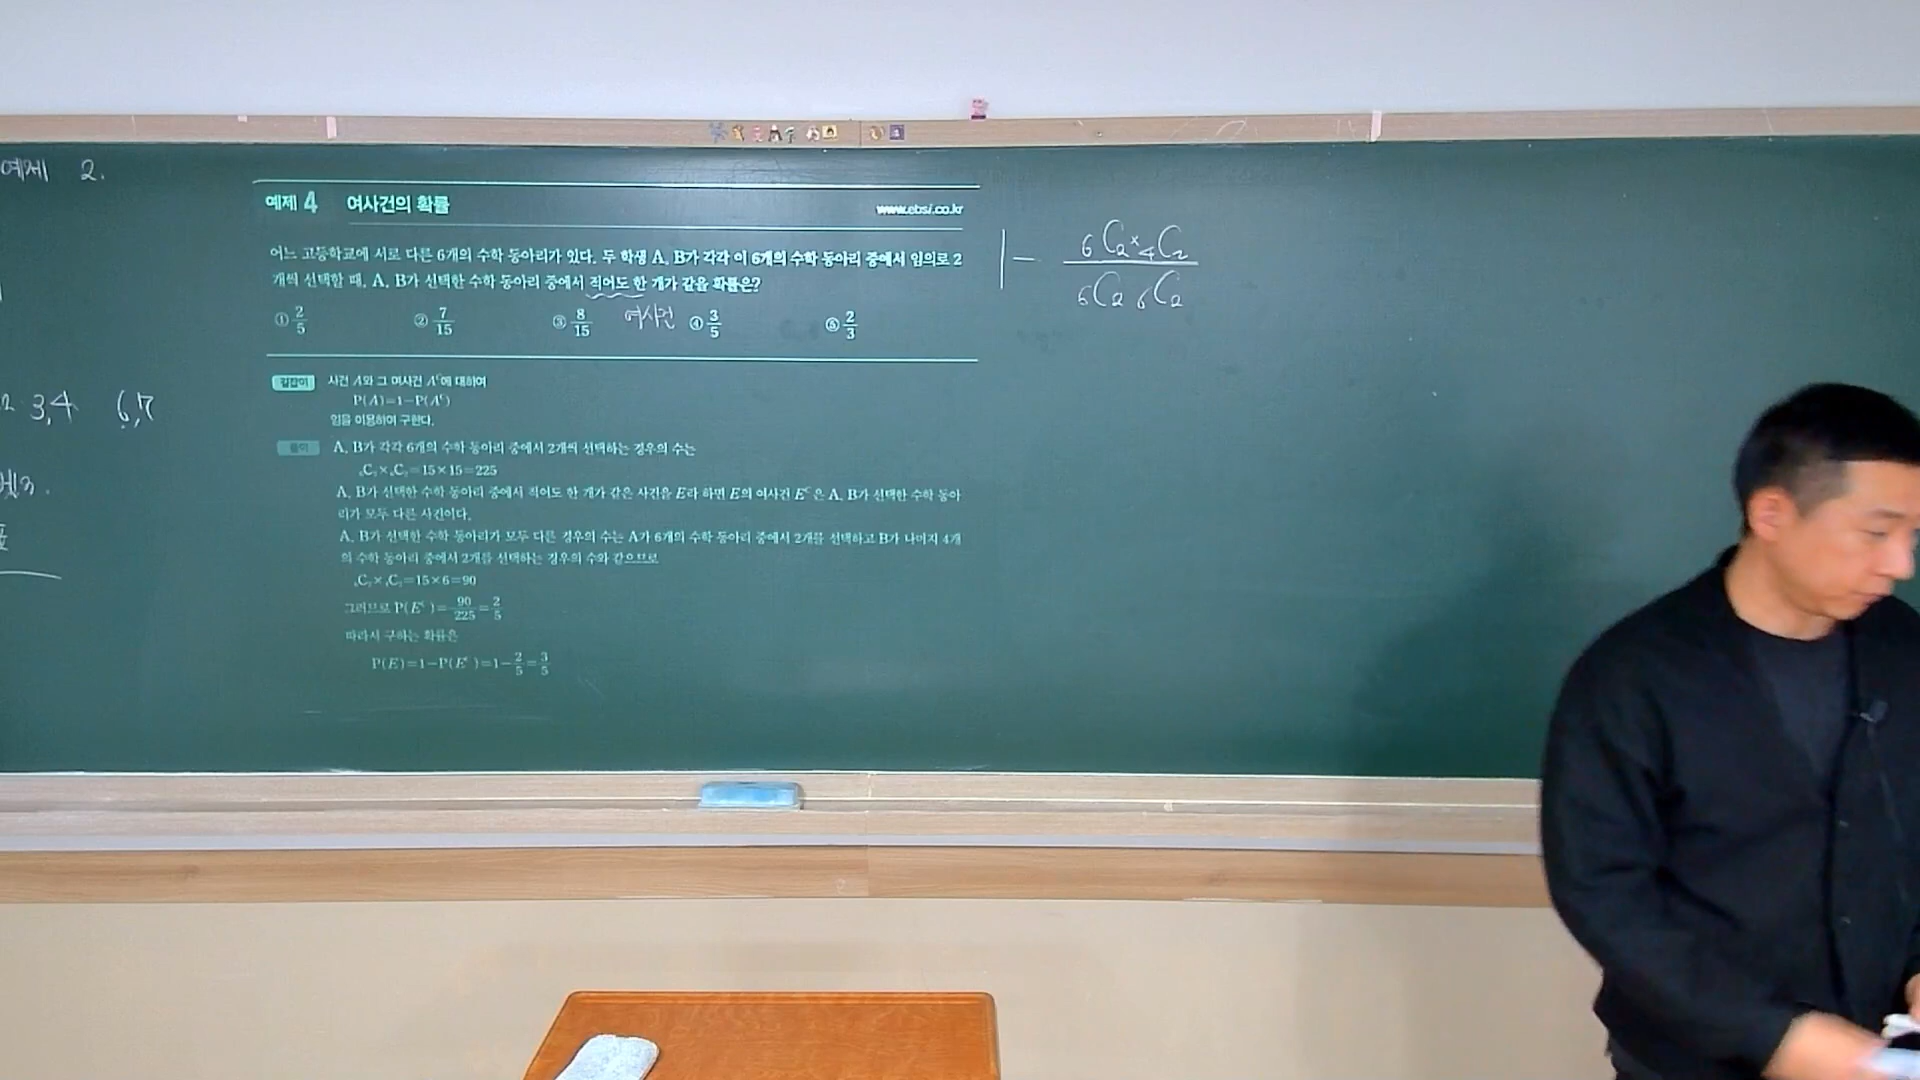 예제 2.
3,4 6,7
예제 4 여사건의 확률
www.ebsi.co.kr
어느 고등학교에 서로 다른 6개의 수학 동아리가 있다. 두 학생 A, B가 각각 이 6개의 수학 동아리 중에서 임의로 2
개씩 선택할 때, A, B가 선택한 수학 동아리 중에서 적어도 한 개가 같을 확률은?
① 2/5 ② 7/15 ③ 8/15 여사건 ④ 3/5 ⑤ 2/3
길잡이 사건 A와 그 여사건 Aᶜ에 대하여
P(A)=1-P(Aᶜ)
임을 이용하여 구한다.
풀이 A, B가 각각 6개의 수학 동아리 중에서 2개씩 선택하는 경우의 수는
₆C₂×₆C₂=15×15=225
A, B가 선택한 수학 동아리 중에서 적어도 한 개가 같은 사건을 E라 하면 E의 여사건 Eᶜ은 A, B가 선택한 수학 동아
리가 모두 다른 사건이다.
A, B가 선택한 수학 동아리가 모두 다른 경우의 수는 A가 6개의 수학 동아리 중에서 2개를 선택하고 B가 나머지 4개
의 수학 동아리 중에서 2개를 선택하는 경우의 수와 같으므로
₆C₂×₄C₂=15×6=90
그러므로 P(Eᶜ)=90/225=2/5
따라서 구하는 확률은
P(E)=1-P(Eᶜ)=1-2/5=3/5
1 - (₆C₂×₄C₂)/(₆C₂ ₆C₂)